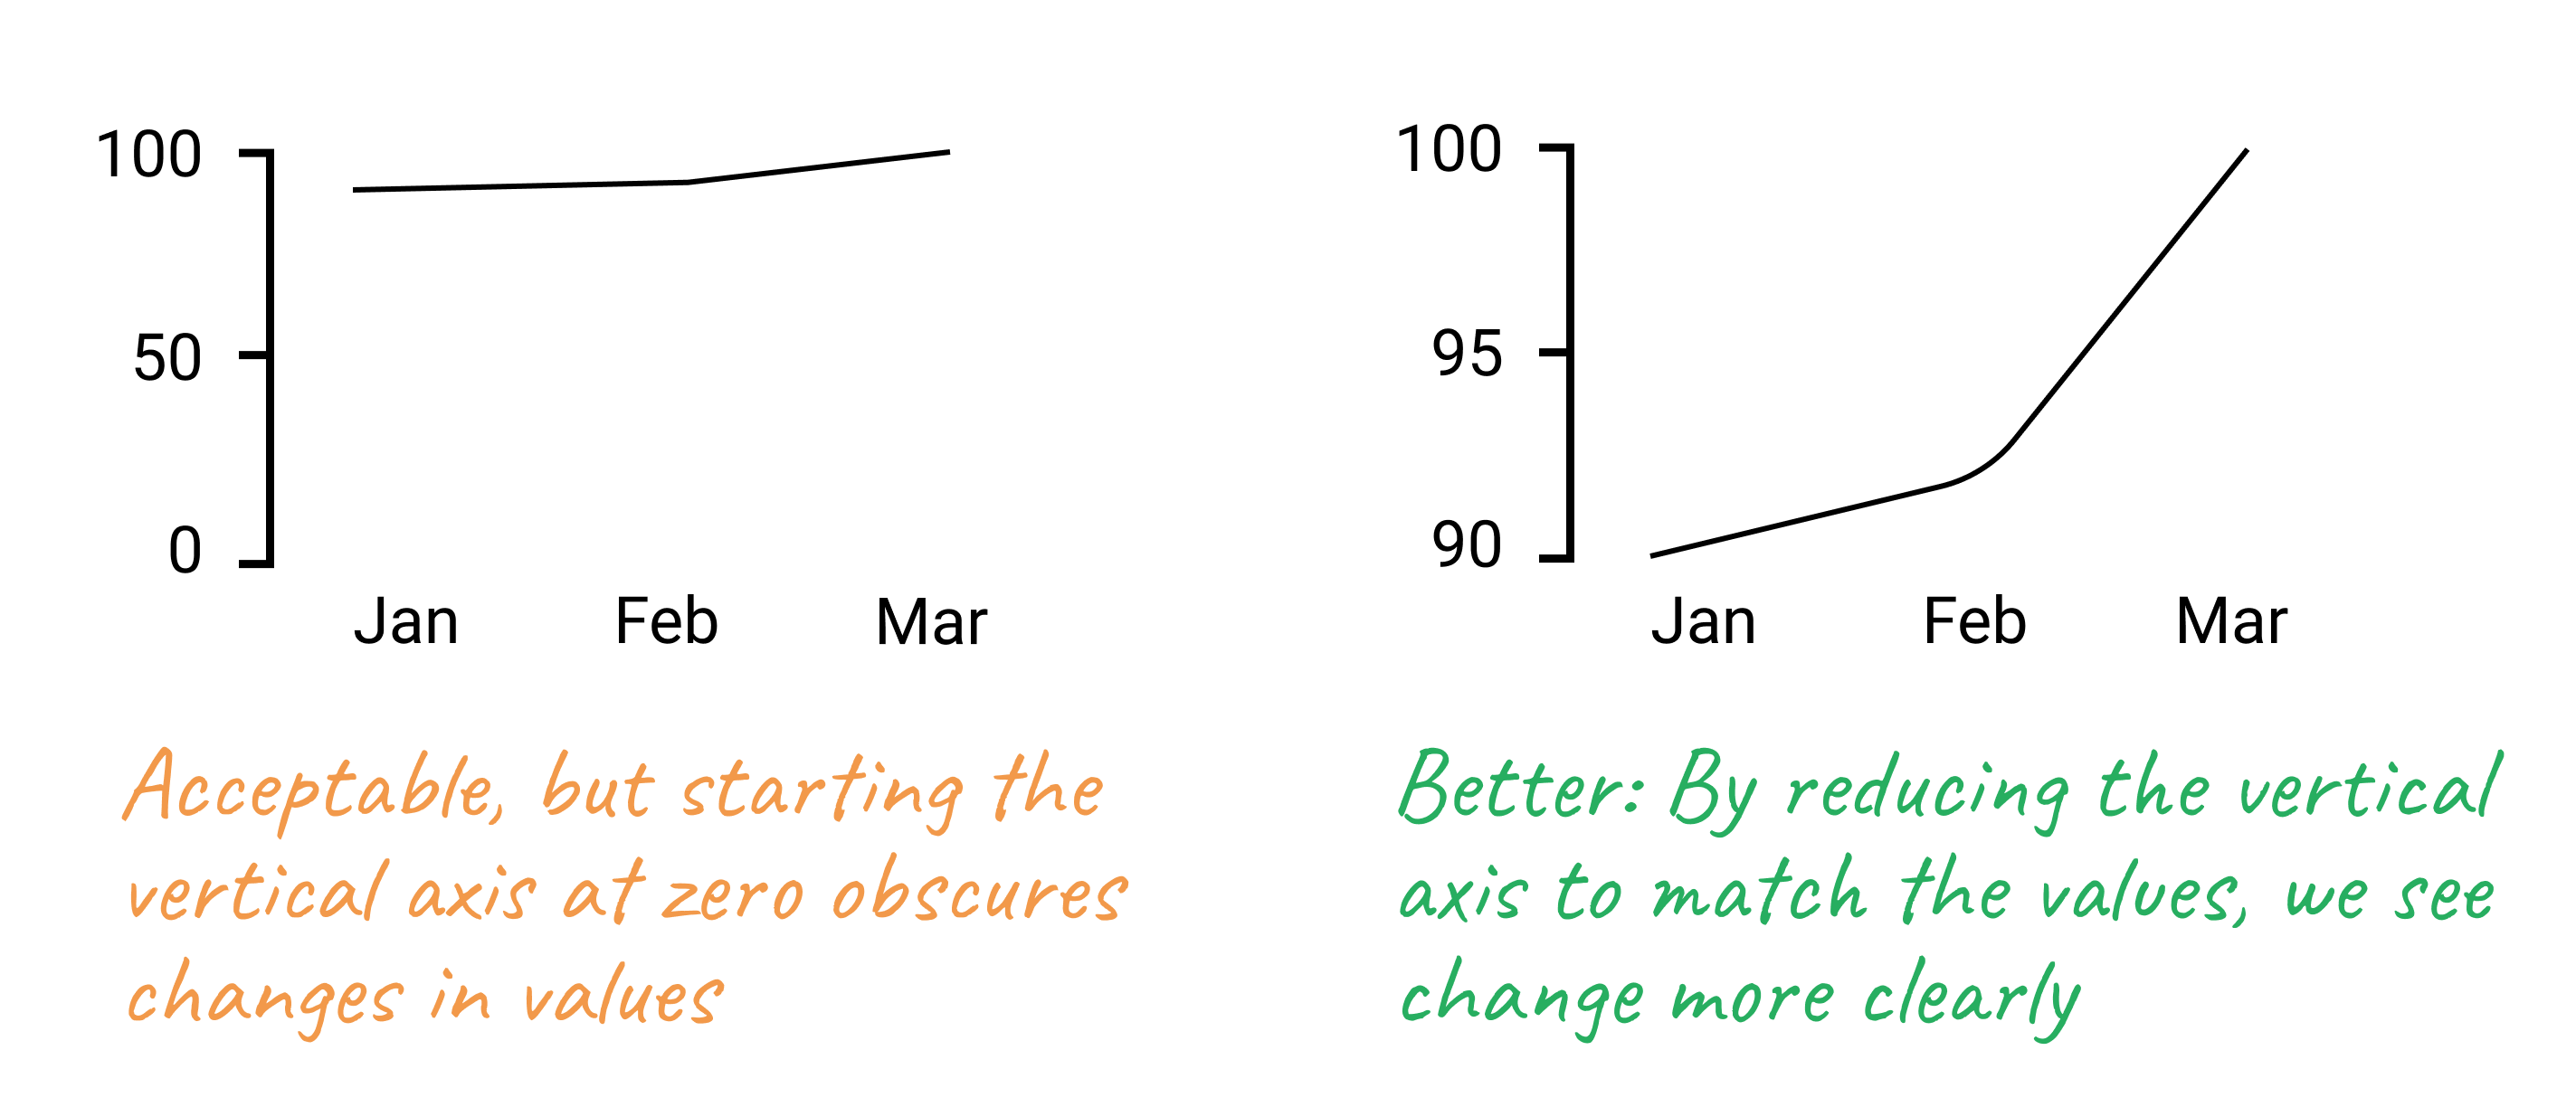 100
50
0
Jan Feb Mar
Acceptable, but starting the
vertical axis at zero obscures
changes in values
100
95
90
Jan Feb Mar
Better: By reducing the vertical
axis to match the values, we see
change more clearly